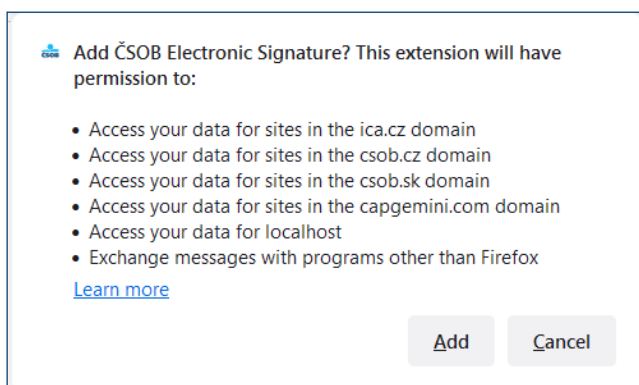 ČSOB
Add ČSOB Electronic Signature? This extension will have
permission to:
• Access your data for sites in the ica.cz domain
• Access your data for sites in the csob.cz domain
• Access your data for sites in the csob.sk domain
• Access your data for sites in the capgemini.com domain
• Access your data for localhost
• Exchange messages with programs other than Firefox
Learn more
Add
Cancel